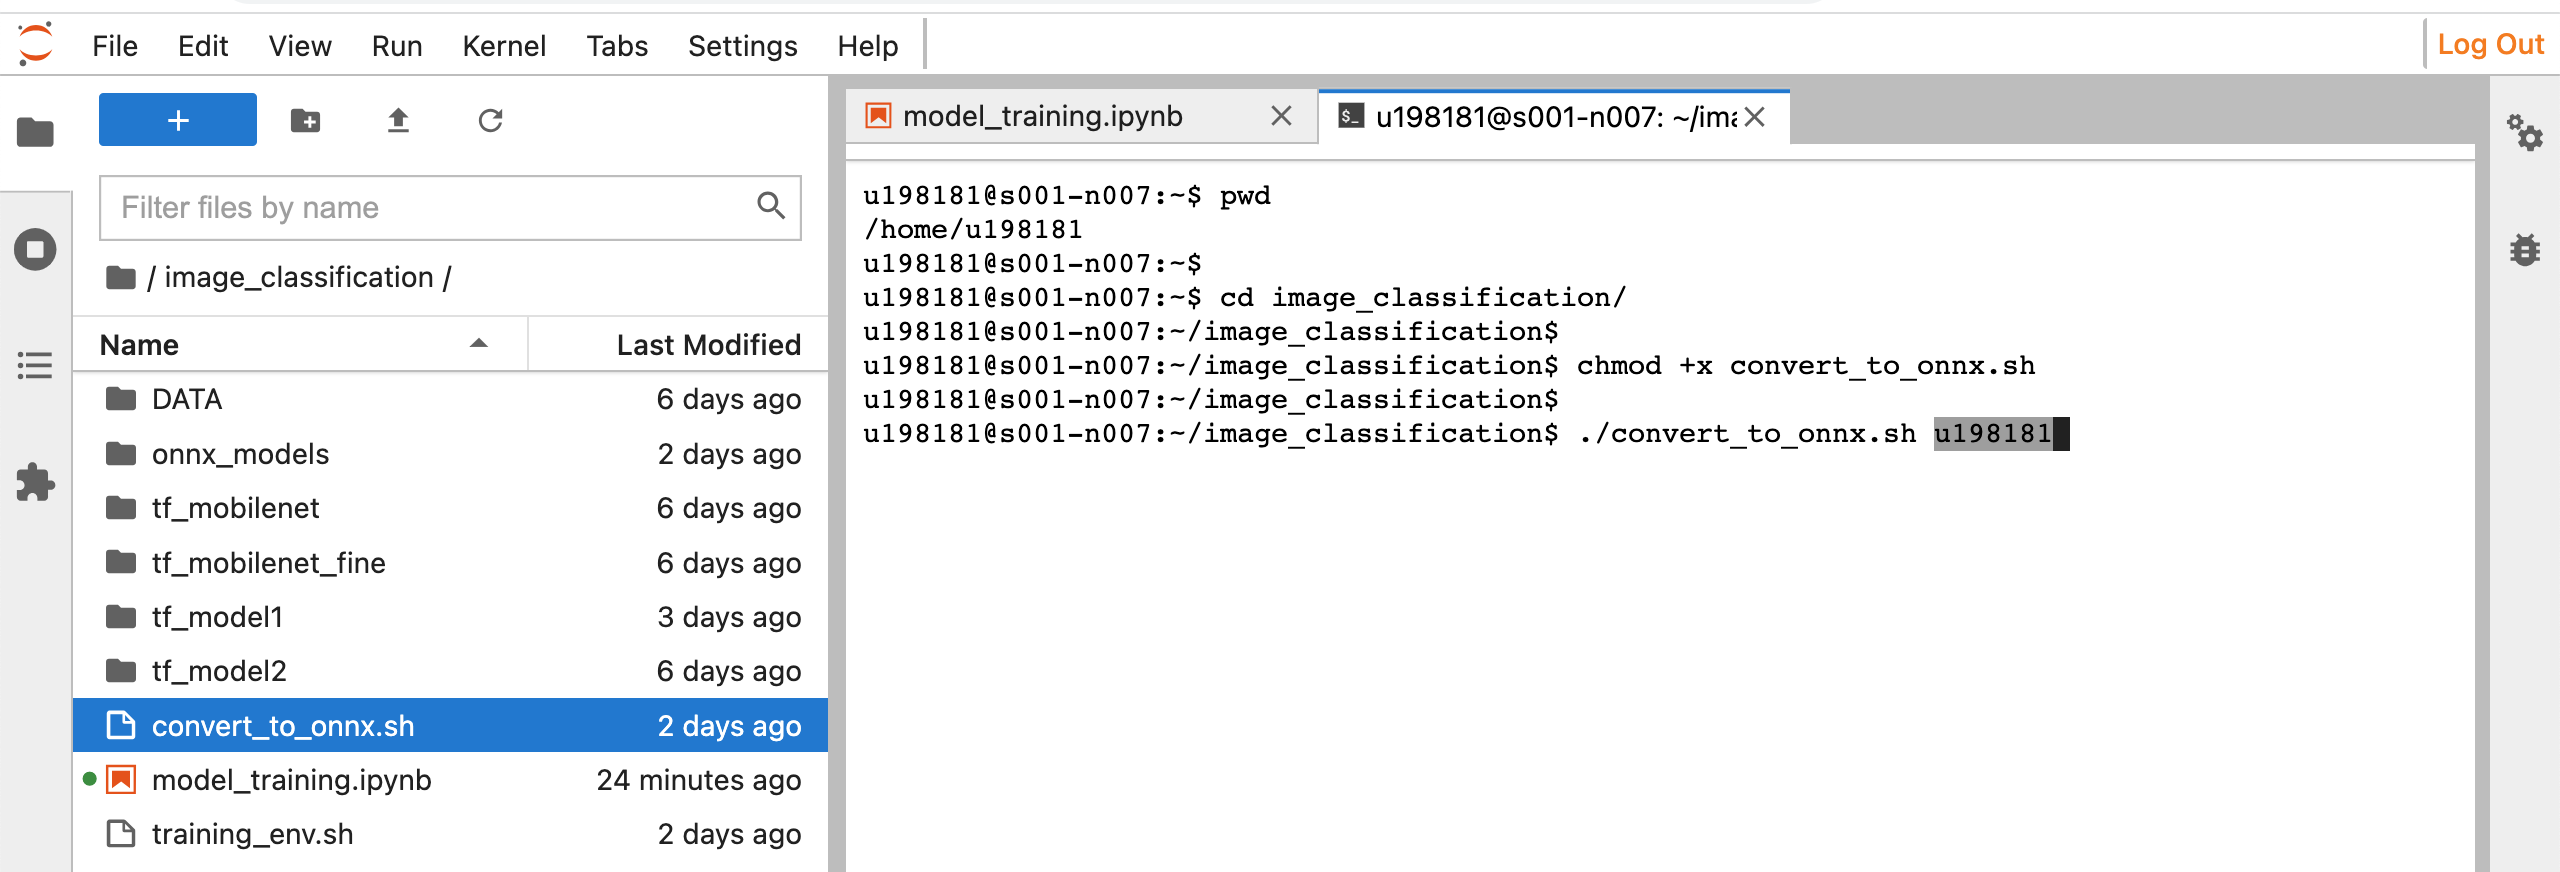 File Edit View Run Kernel Tabs Settings Help
Log Out
+
Filter files by name
/ image_classification /
Name Last Modified
DATA 6 days ago
onnx_models 2 days ago
tf_mobilenet 6 days ago
tf_mobilenet_fine 6 days ago
tf_model1 3 days ago
tf_model2 6 days ago
convert_to_onnx.sh 2 days ago
model_training.ipynb 24 minutes ago
training_env.sh 2 days ago
model_training.ipynb
$_ u198181@s001-n007: ~/ima
u198181@s001-n007:~$ pwd
/home/u198181
u198181@s001-n007:~$
u198181@s001-n007:~$ cd image_classification/
u198181@s001-n007:~/image_classification$
u198181@s001-n007:~/image_classification$ chmod +x convert_to_onnx.sh
u198181@s001-n007:~/image_classification$
u198181@s001-n007:~/image_classification$ ./convert_to_onnx.sh u198181